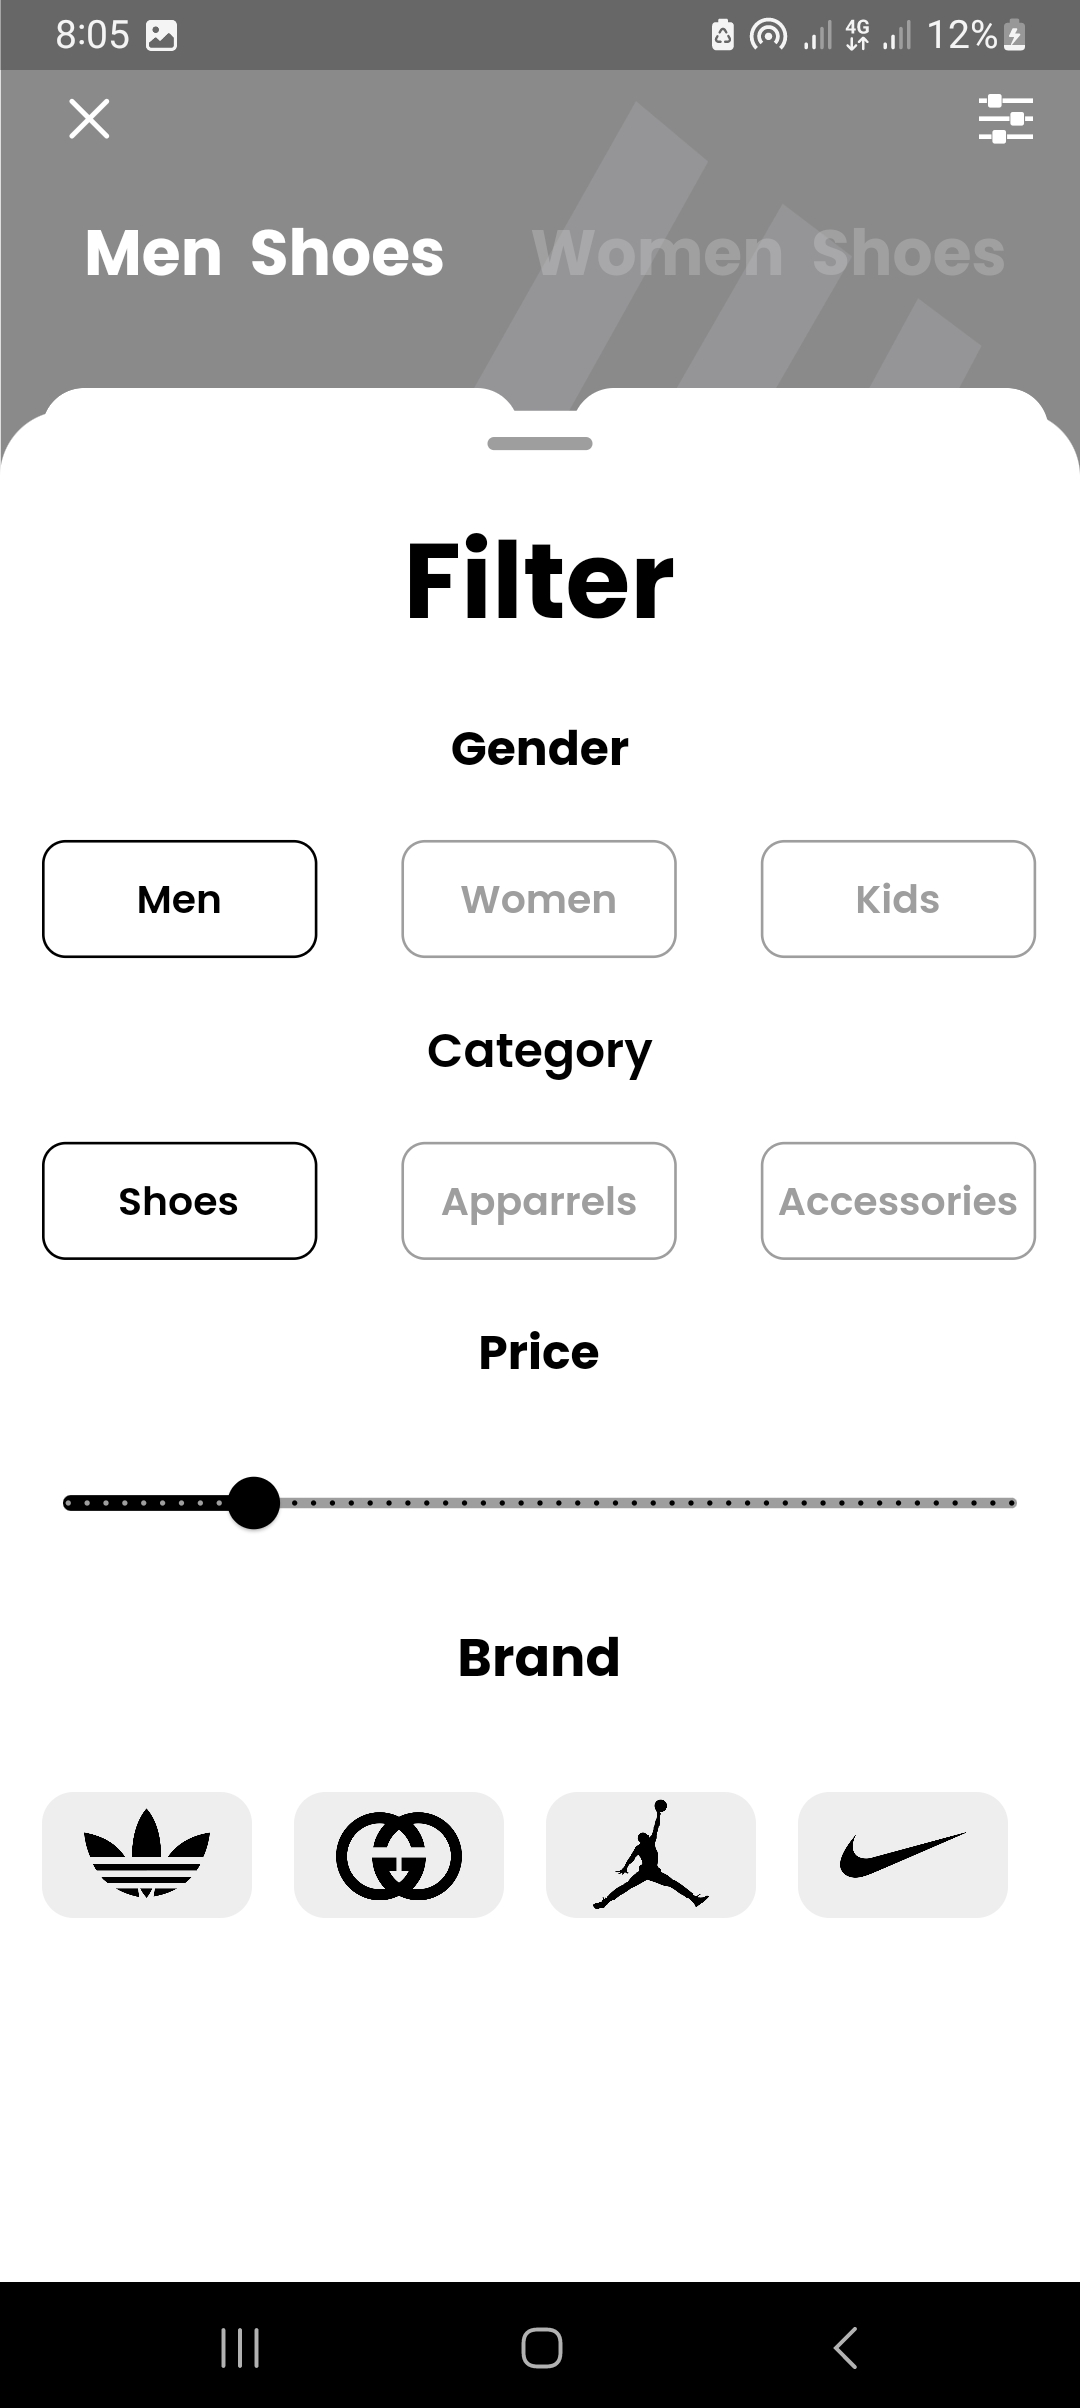 8:05 4G 12%
Men Shoes Women Shoes
Filter
Gender
Men Women Kids
Category
Shoes Apparrels Accessories
Price
Brand